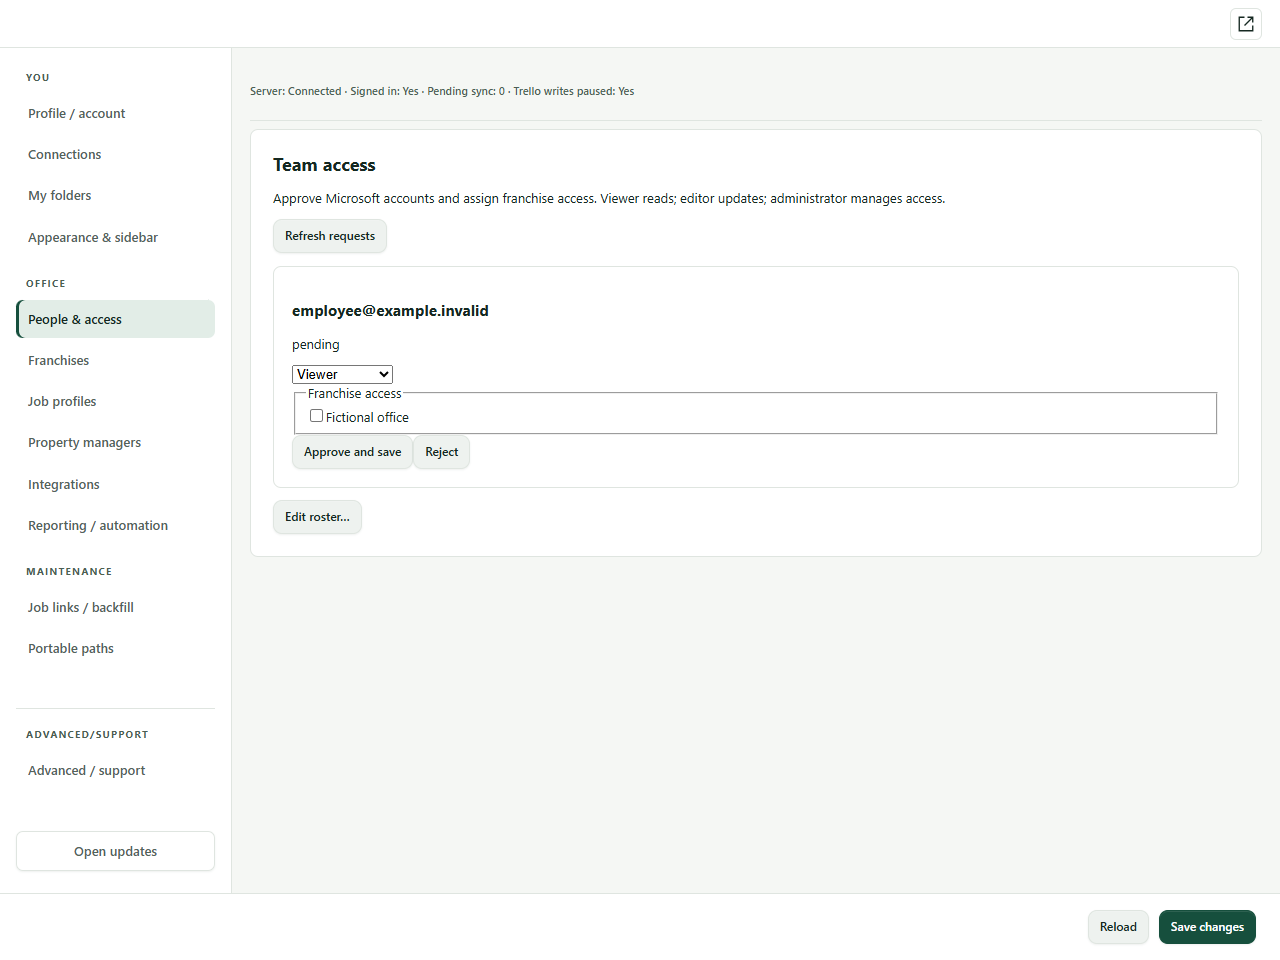 YOU
Profile / account
Connections
My folders
Appearance & sidebar
OFFICE
People & access
Franchises
Job profiles
Property managers
Integrations
Reporting / automation
MAINTENANCE
Job links / backfill
Portable paths
ADVANCED/SUPPORT
Advanced / support
Open updates
Server: Connected · Signed in: Yes · Pending sync: 0 · Trello writes paused: Yes
Team access
Approve Microsoft accounts and assign franchise access. Viewer reads; editor updates; administrator manages access.
Refresh requests
employee@example.invalid
pending
Viewer
Franchise access
Fictional office
Approve and save
Reject
Edit roster...
Reload
Save changes